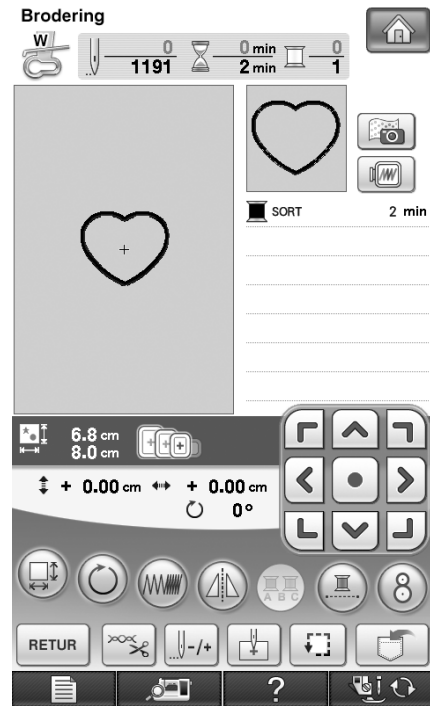 Brodering
W
0 0 min 0
1191 2 min 1
SORT 2 min
6.8 cm
8.0 cm
+ 0.00 cm + 0.00 cm
0°
A B C
8
RETUR -/+
?